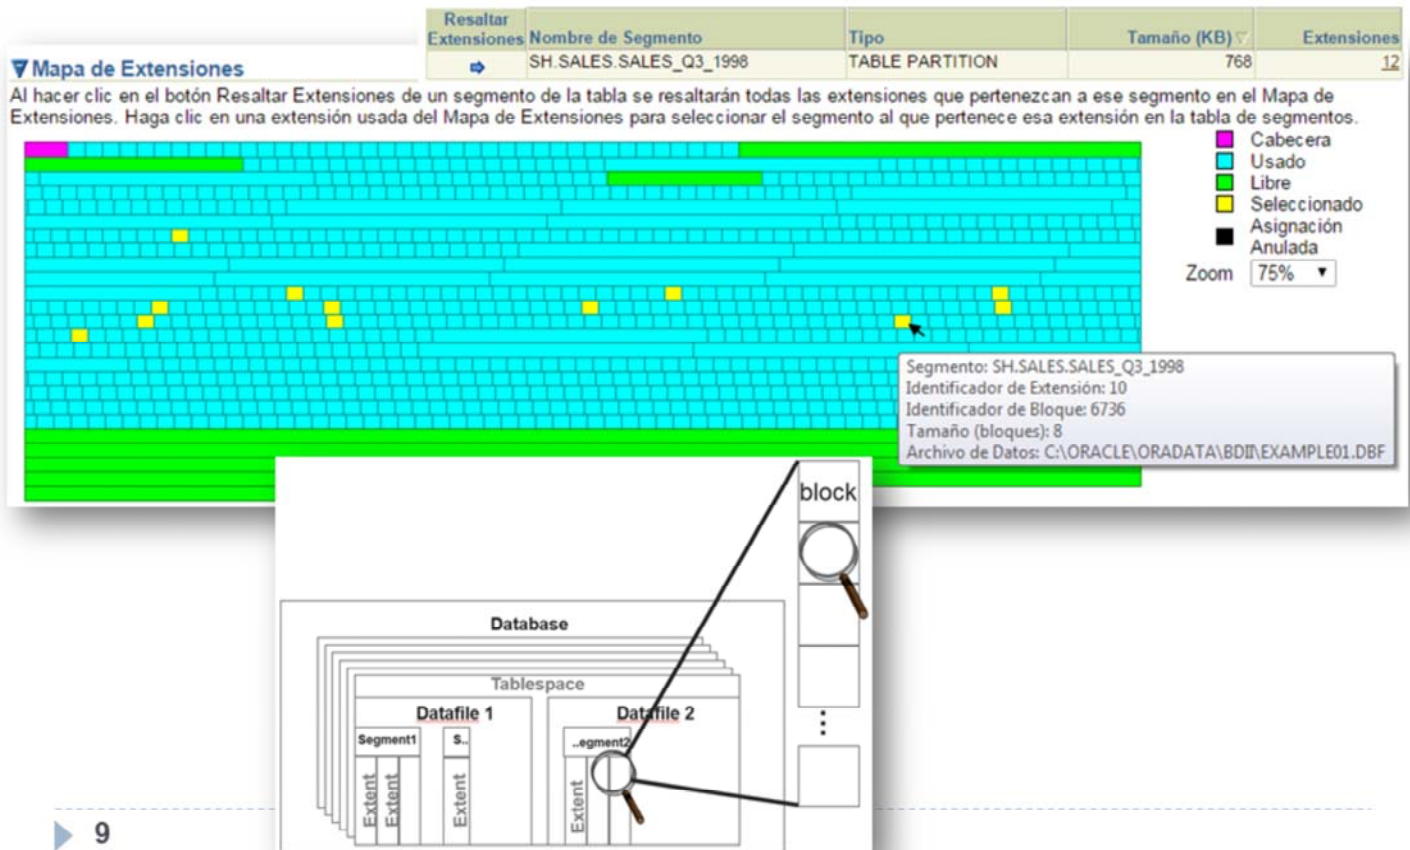 Resaltar
Extensiones Nombre de Segmento Tipo Tamaño (KB) Extensiones
SH.SALES.SALES_Q3_1998 TABLE PARTITION 768 12
Mapa de Extensiones
Al hacer clic en el botón Resaltar Extensiones de un segmento de la tabla se resaltarán todas las extensiones que pertenezcan a ese segmento en el Mapa de
Extensiones. Haga clic en una extensión usada del Mapa de Extensiones para seleccionar el segmento al que pertenece esa extensión en la tabla de segmentos.
Cabecera
Usado
Libre
Seleccionado
Asignación
Anulada
Zoom 75%
Segmento: SH.SALES.SALES_Q3_1998
Identificador de Extensión: 10
Identificador de Bloque: 6736
Tamaño (bloques): 8
Archivo de Datos: C:\ORACLE\ORADATA\BDII\EXAMPLE01.DBF
block
Database
Tablespace
Datafile 1 Datafile 2
Segment1 S.. ..egment2
Extent
Extent
Extent
Extent
9